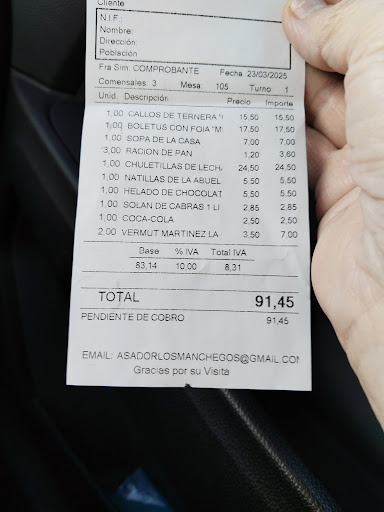 Cliente
N.I.F.:
Nombre:
Dirección:
Población
Fra Sim. COMPROBANTE Fecha 23/03/2025
Comensales: 3 Mesa: 105 Turno: 1
Unid. Descripción Precio Importe
1,00 CALLOS DE TERNERA 15,50 15,50
1,00 BOLETUS CON FOIA "M 17,50 17,50
1,00 SOPA DE LA CASA 7,00 7,00
3,00 RACION DE PAN 1,20 3,60
1,00 CHULETILLAS DE LECH 24,50 24,50
1,00 NATILLAS DE LA ABUEL 5,50 5,50
1,00 HELADO DE CHOCOLAT 5,50 5,50
1,00 SOLAN DE CABRAS 1 LI 2,85 2,85
1,00 COCA-COLA 2,50 2,50
2,00 VERMUT MARTINEZ LA 3,50 7,00
Base % IVA Total IVA
83,14 10,00 8,31
TOTAL 91,45
PENDIENTE DE COBRO 91,45
EMAIL: ASADORLOSMANCHEGOS@GMAIL.COM
Gracias por su Visita